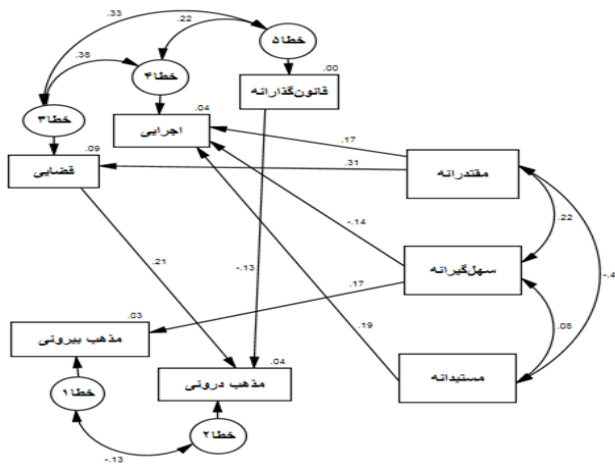 .33
.22
خطا۵
.00
.38
خطا۴
قانون‌گذارانه
.04
خطا۳
اجرایی
.17
.09
قضایی
.31
مقتدرانه
.22
-.14
-.4
سهل‌گیرانه
.21
-.13
.17
.08
.19
.03
مذهب بیرونی
.04
مذهب درونی
مستبدانه
خطا۱
خطا۲
-.13